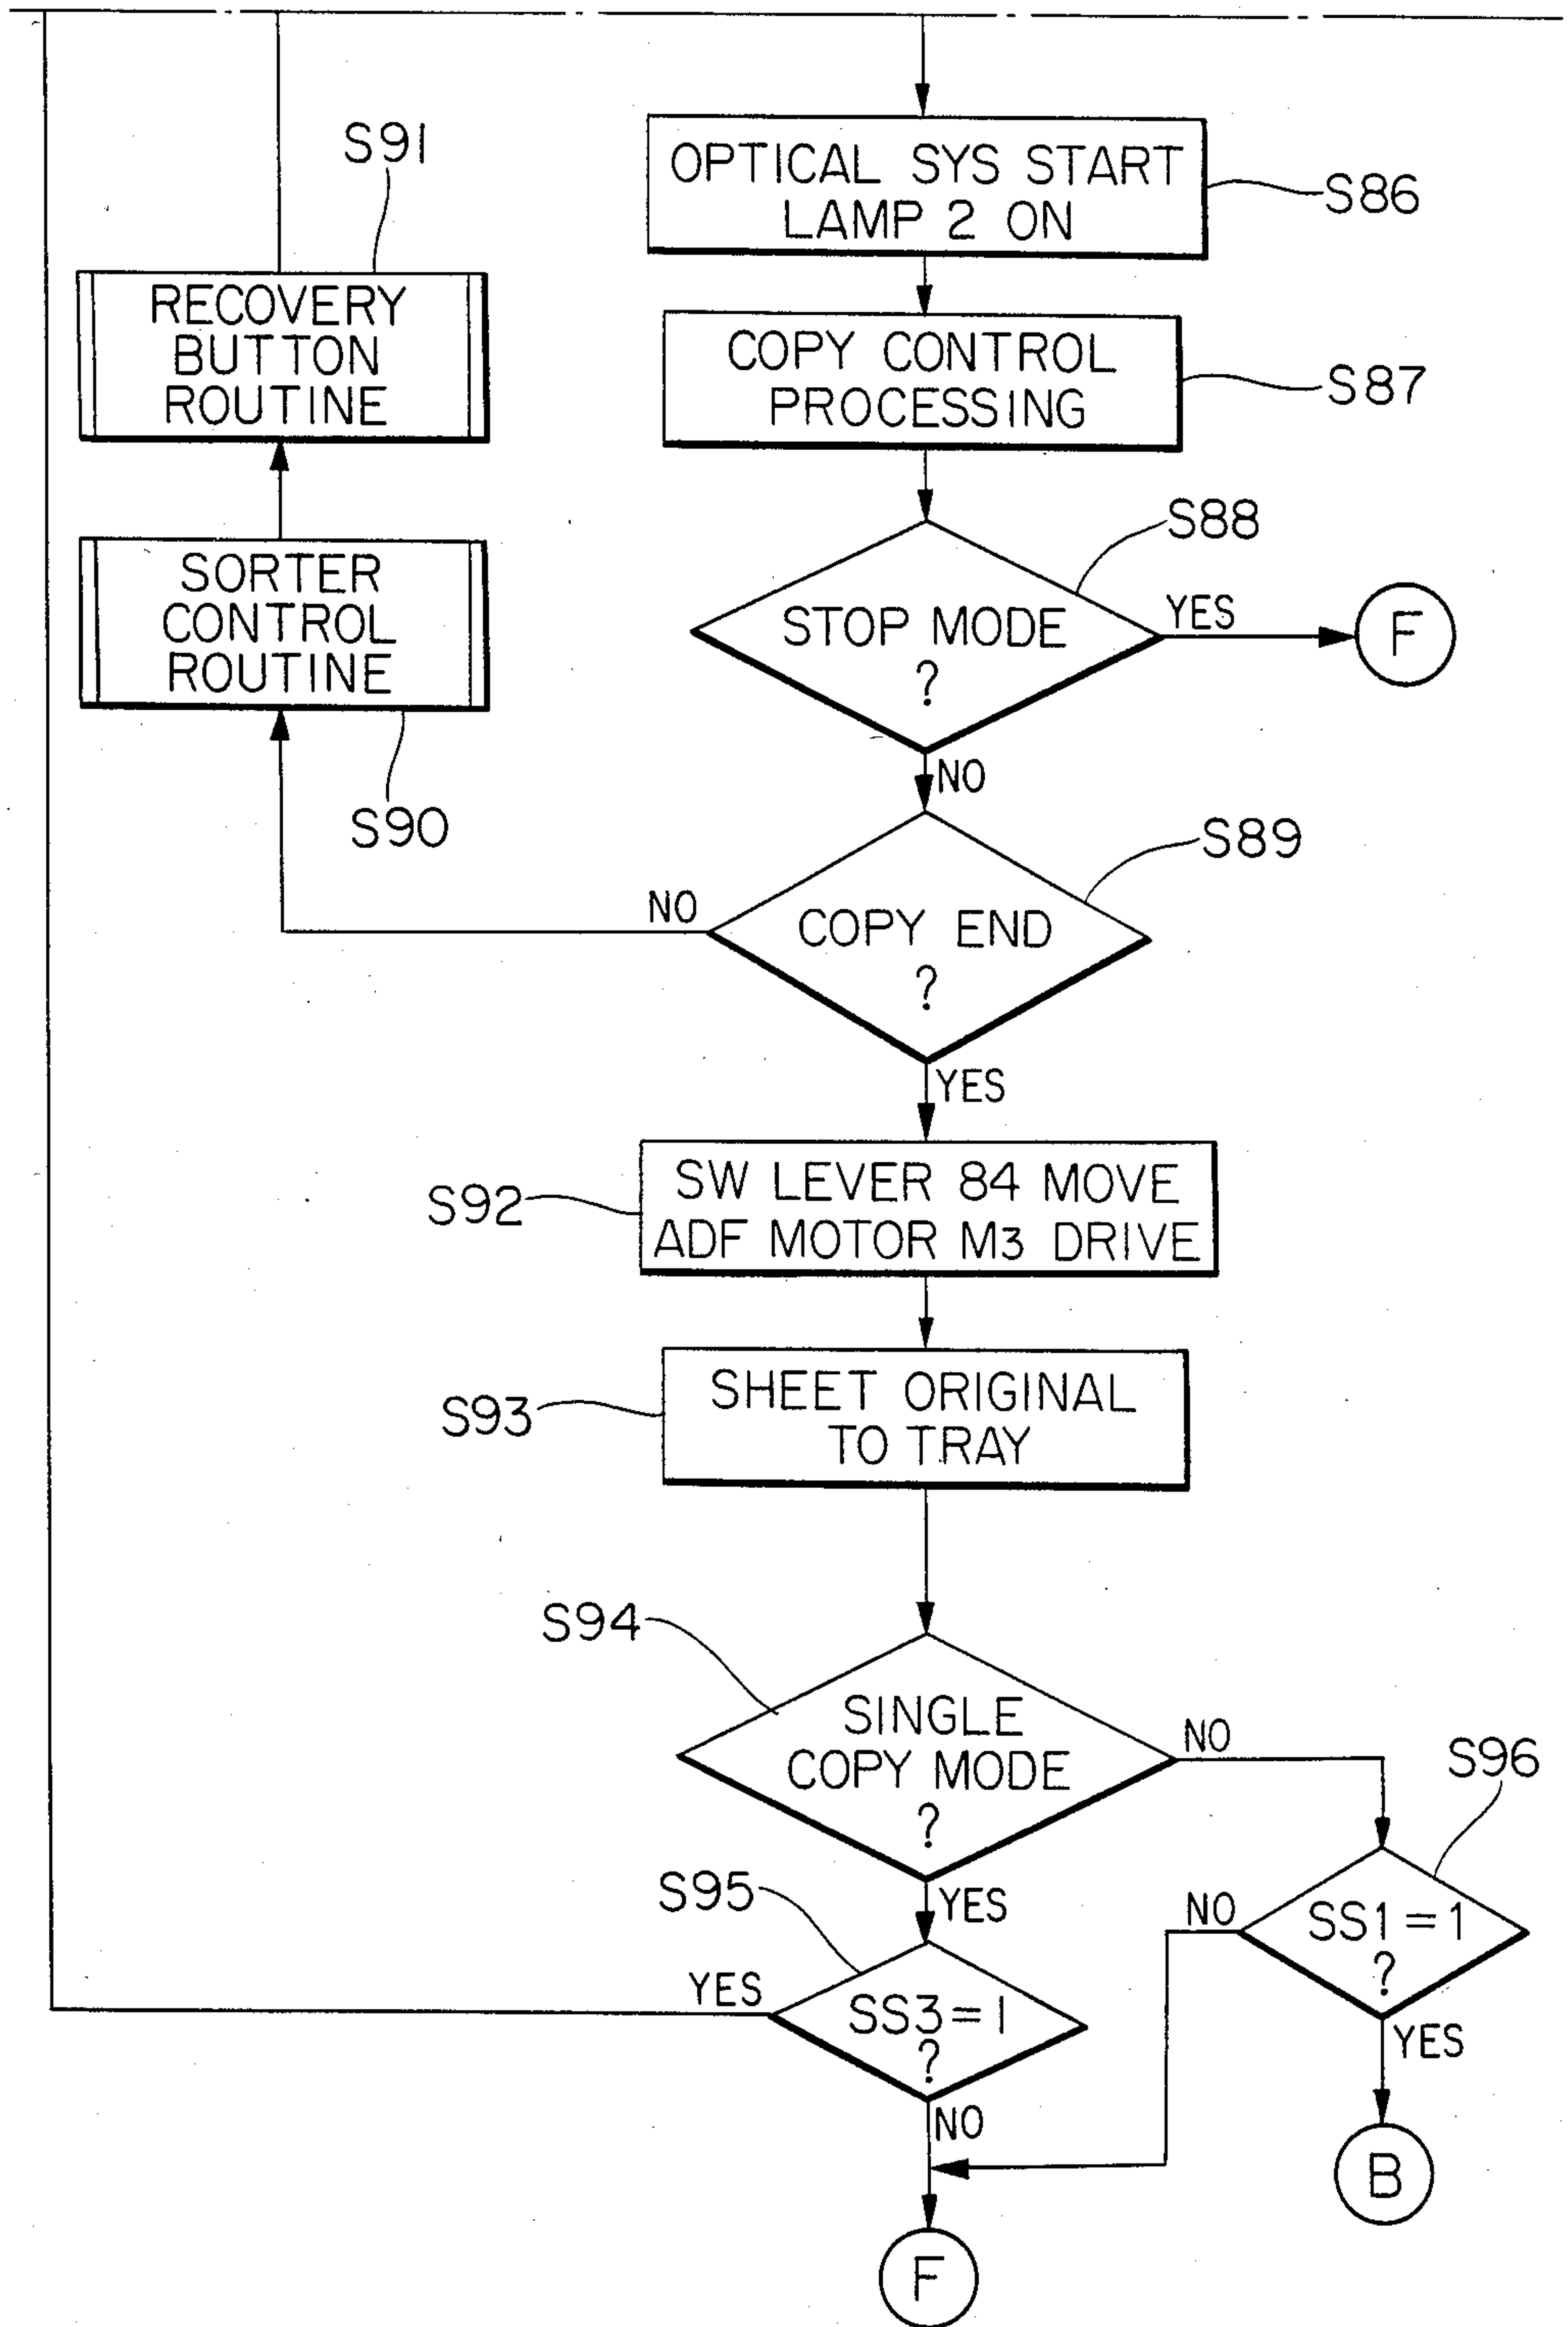 S91
RECOVERY
BUTTON
ROUTINE
SORTER
CONTROL
ROUTINE
S90
OPTICAL SYS START
LAMP 2 ON
S86
COPY CONTROL
PROCESSING
S87
S88
STOP MODE
?
YES
F
NO
S89
COPY END
?
NO
YES
S92
SW LEVER 84 MOVE
ADF MOTOR M3 DRIVE
S93
SHEET ORIGINAL
TO TRAY
S94
SINGLE
COPY MODE
?
NO
YES
S96
SS1=1
?
NO
YES
B
S95
SS3=1
?
YES
NO
F